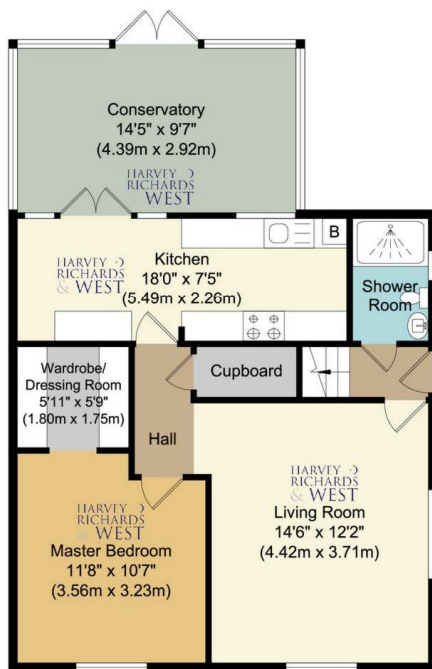 Conservatory
14'5" x 9'7"
(4.39m x 2.92m)
HARVEY
RICHARDS
& WEST
B
Kitchen
18'0" x 7'5"
(5.49m x 2.26m)
HARVEY
RICHARDS
& WEST
Shower
Room
Wardrobe/
Dressing Room
5'11" x 5'9"
(1.80m x 1.75m)
Cupboard
Hall
HARVEY
RICHARDS
& WEST
Living Room
14'6" x 12'2"
(4.42m x 3.71m)
HARVEY
RICHARDS
& WEST
Master Bedroom
11'8" x 10'7"
(3.56m x 3.23m)